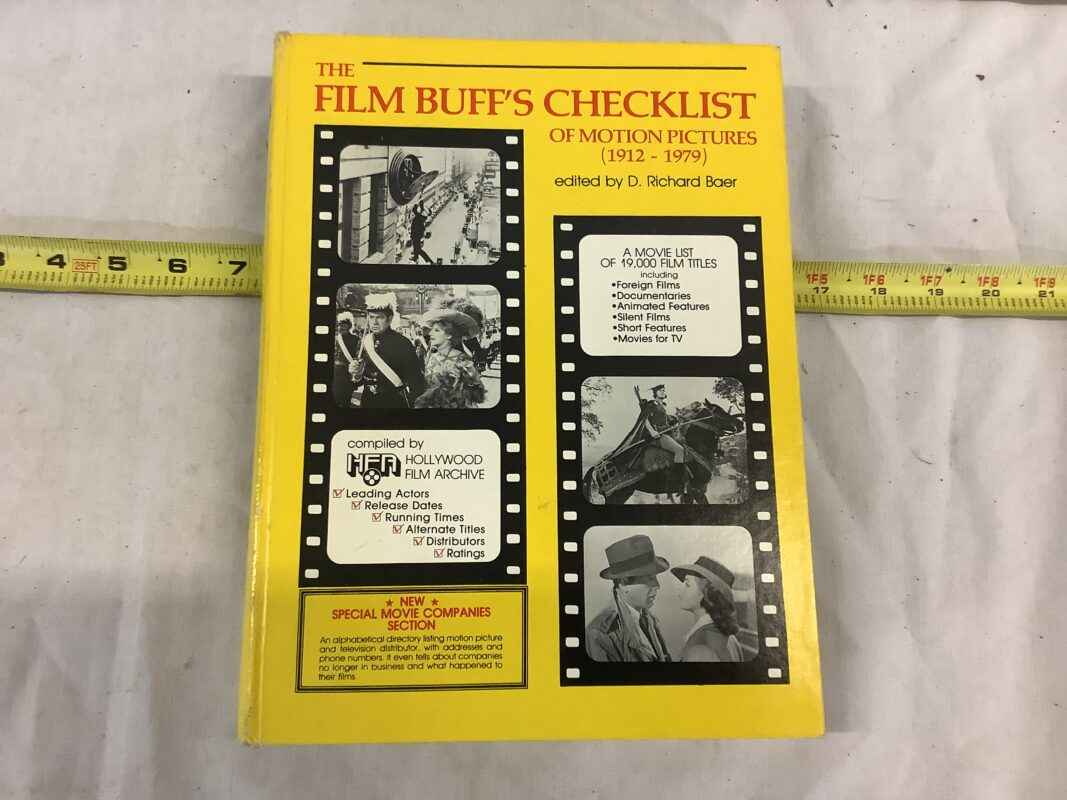 THE
FILM BUFF'S CHECKLIST
OF MOTION PICTURES
(1912 - 1979)
edited by D. Richard Baer
A MOVIE LIST
OF 19,000 FILM TITLES
including
•Foreign Films
•Documentaries
•Animated Features
•Silent Films
•Short Features
•Movies for TV
compiled by
HFA HOLLYWOOD
FILM ARCHIVE
Leading Actors
Release Dates
Running Times
Alternate Titles
Distributors
Ratings
★ NEW ★
SPECIAL MOVIE COMPANIES
SECTION
An alphabetical directory listing motion picture
and television distributor, with addresses and
phone numbers. It even tells about companies
no longer in business and what happened to
their films
3 4 25FT 5 6 7
1F5 1F6 1F7 1F8 1F9
17 18 19 20 21